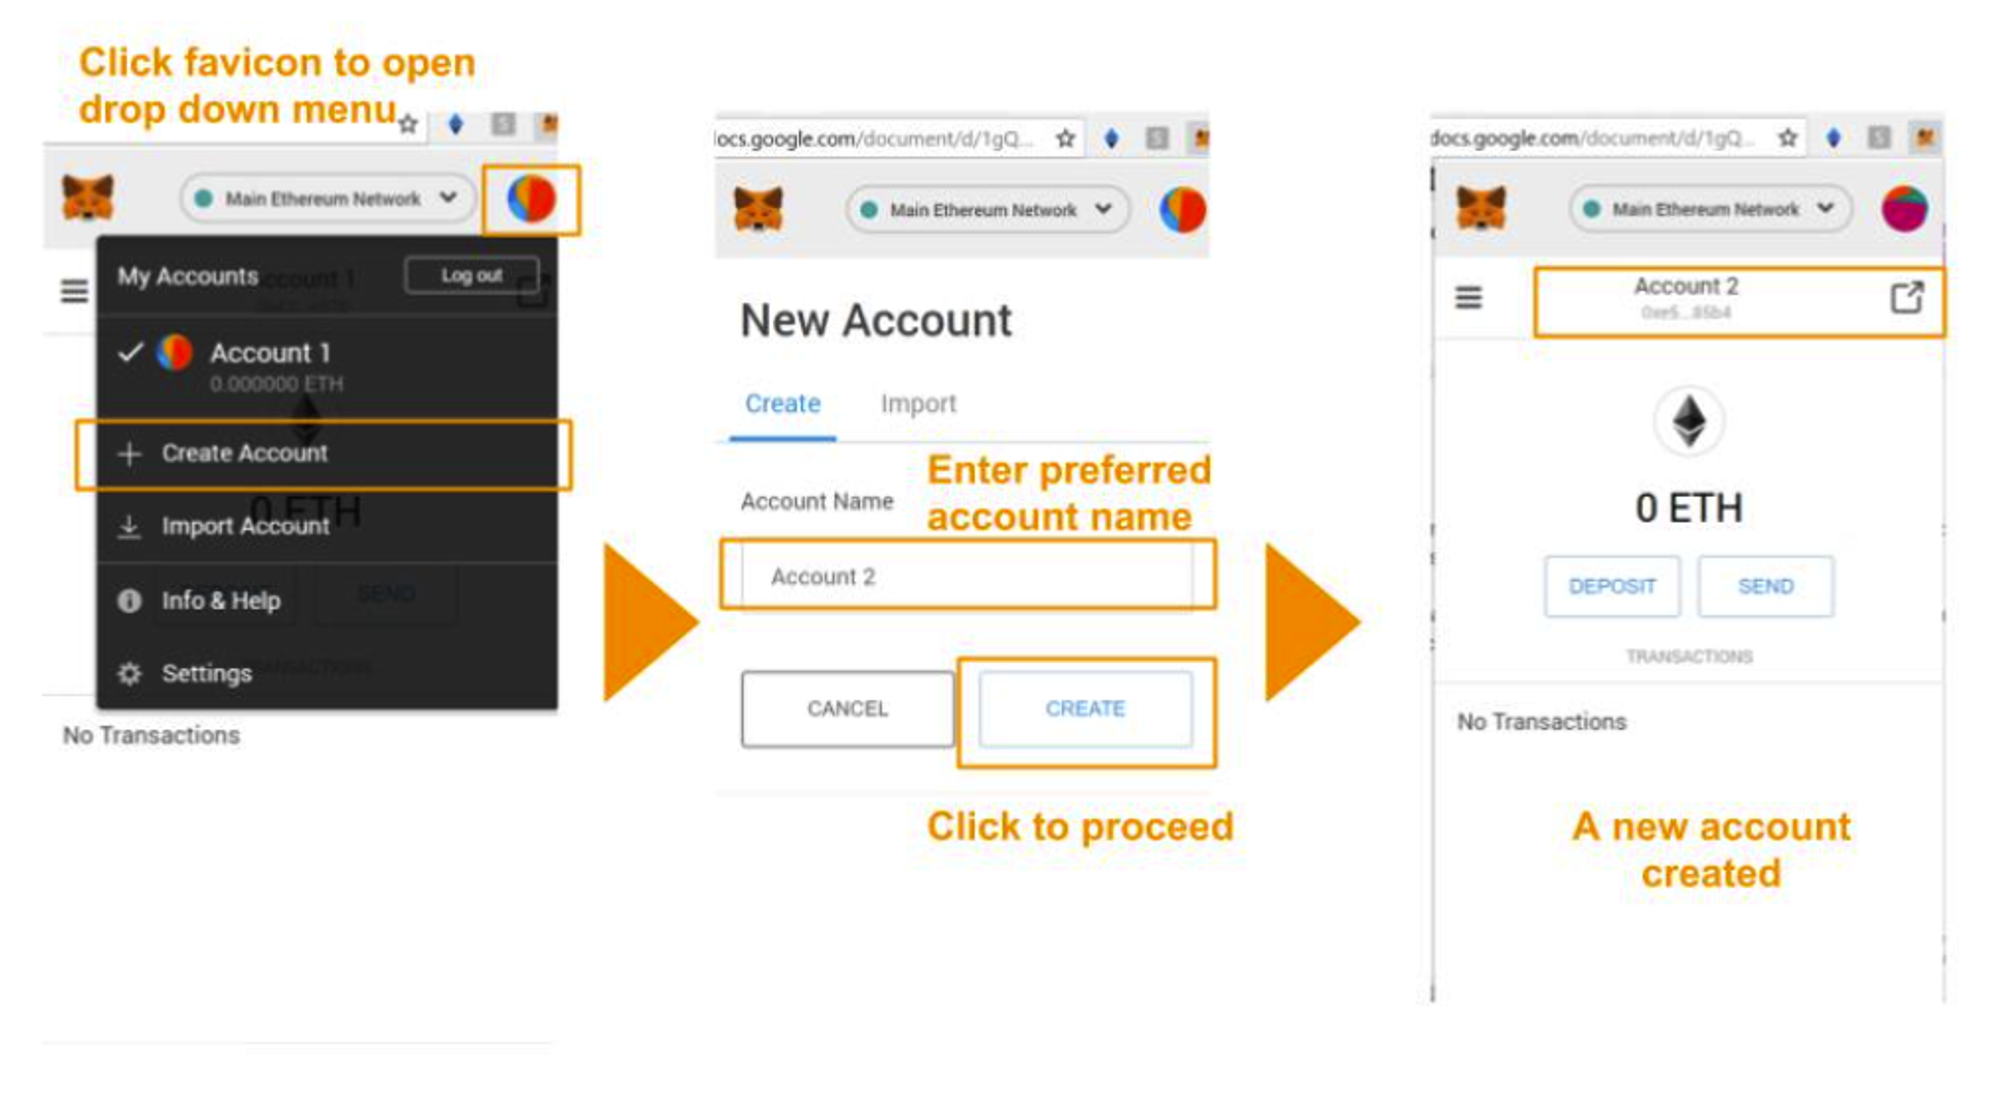 Click favicon to open
drop down menu
Main Ethereum Network
My Accounts
Log out
Account 1
0.000000 ETH
Create Account
0 ETH
Import Account
Info & Help
SEND
Settings
TRANSACTIONS
No Transactions
docs.google.com/document/d/1gQ...
Main Ethereum Network
New Account
Create Import
Enter preferred
account name
Account Name
Account 2
CANCEL CREATE
Click to proceed
docs.google.com/document/d/1gQ...
Main Ethereum Network
Account 2
0xe5...85b4
0 ETH
DEPOSIT SEND
TRANSACTIONS
No Transactions
A new account
created